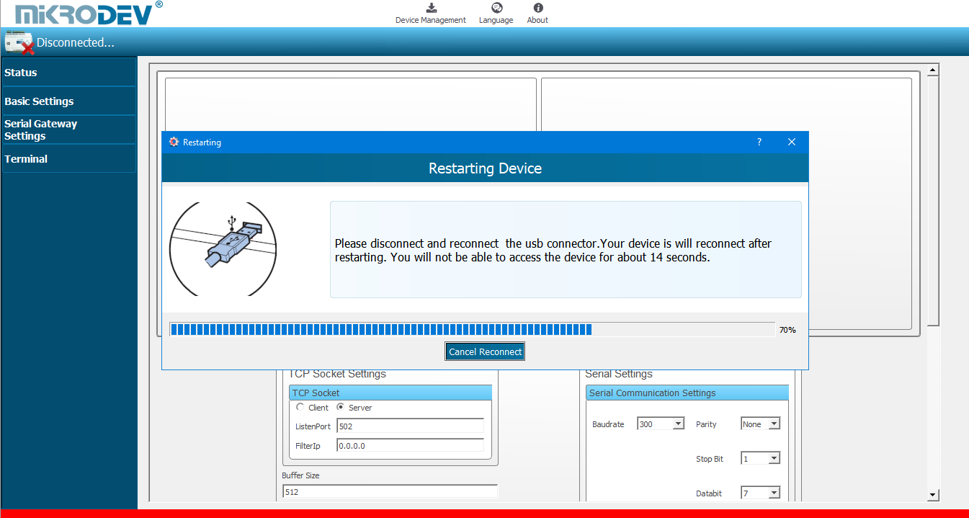 MiKRODEV®
Device Management Language About
Disconnected...
Status
Basic Settings
Serial Gateway
Settings
Terminal
Restarting ?
Restarting Device
Please disconnect and reconnect the usb connector.Your device is will reconnect after
restarting. You will not be able to access the device for about 14 seconds.
70%
Cancel Reconnect
TCP Socket Settings
TCP Socket
Client Server
ListenPort 502
FilterIp 0.0.0.0
Buffer Size
512
Serial Settings
Serial Communication Settings
Baudrate 300 Parity None
Stop Bit 1
Databit 7